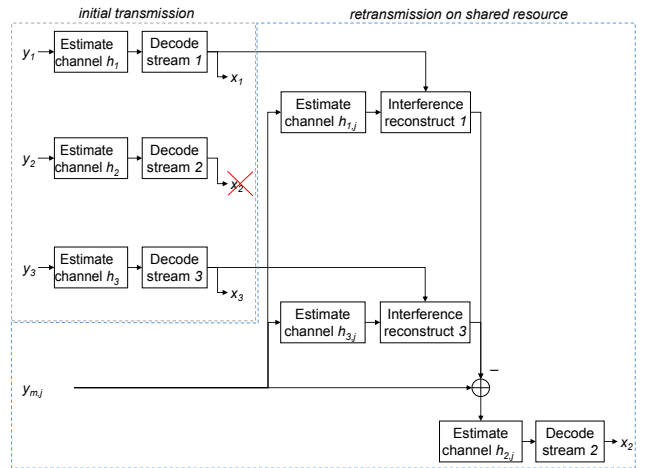 initial transmission
retransmission on shared resource
y1
Estimate
channel h1
Decode
stream 1
x1
Estimate
channel h1,j
Interference
reconstruct 1
y2
Estimate
channel h2
Decode
stream 2
x2
y3
Estimate
channel h3
Decode
stream 3
x3
Estimate
channel h3,j
Interference
reconstruct 3
–
ym,j
Estimate
channel h2,j
Decode
stream 2
x2